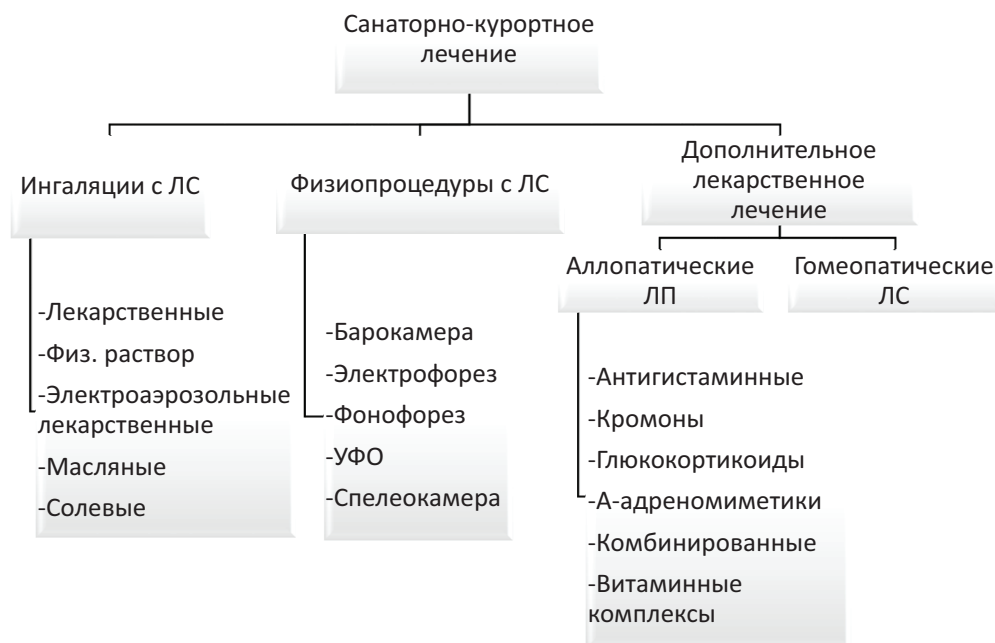 Санаторно-курортное
лечение
Ингаляции с ЛС
-Лекарственные
-Физ. раствор
-Электроаэрозольные
лекарственные
-Масляные
-Солевые
Физиопроцедуры с ЛС
-Барокамера
-Электрофорез
-Фонофорез
-УФО
-Спелеокамера
Дополнительное
лекарственное
лечение
Аллопатические
ЛП
-Антигистаминные
-Кромоны
-Глюкокортикоиды
-А-адреномиметики
-Комбинированные
-Витаминные
комплексы
Гомеопатические
ЛС